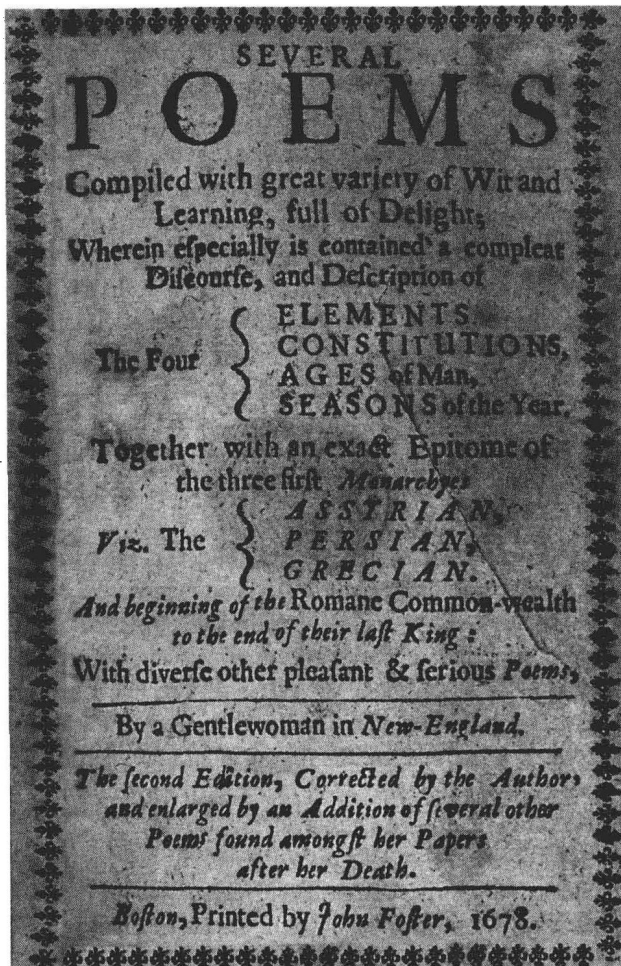 SEVERAL
POEMS
Compiled with great variety of Wit and
Learning, full of Delight;
Wherein eſpecially is contained a compleat
Diſcourſe, and Deſcription of
The Four
ELEMENTS
CONSTITUTIONS,
AGES of Man,
SEASONS of the Year.
Together with an exact Epitome of
the three firſt Monarchyes
Viz. The
ASSYRIAN,
PERSIAN,
GRECIAN.
And beginning of the Romane Common-wealth
to the end of their laſt King:
With diverſe other pleaſant & ſerious Poems,
By a Gentlewoman in New-England.
The ſecond Edition, Corrected by the Author,
and enlarged by an Addition of ſeveral other
Poems found amongſt her Papers
after her Death.
Boſton, Printed by John Foſter, 1678.